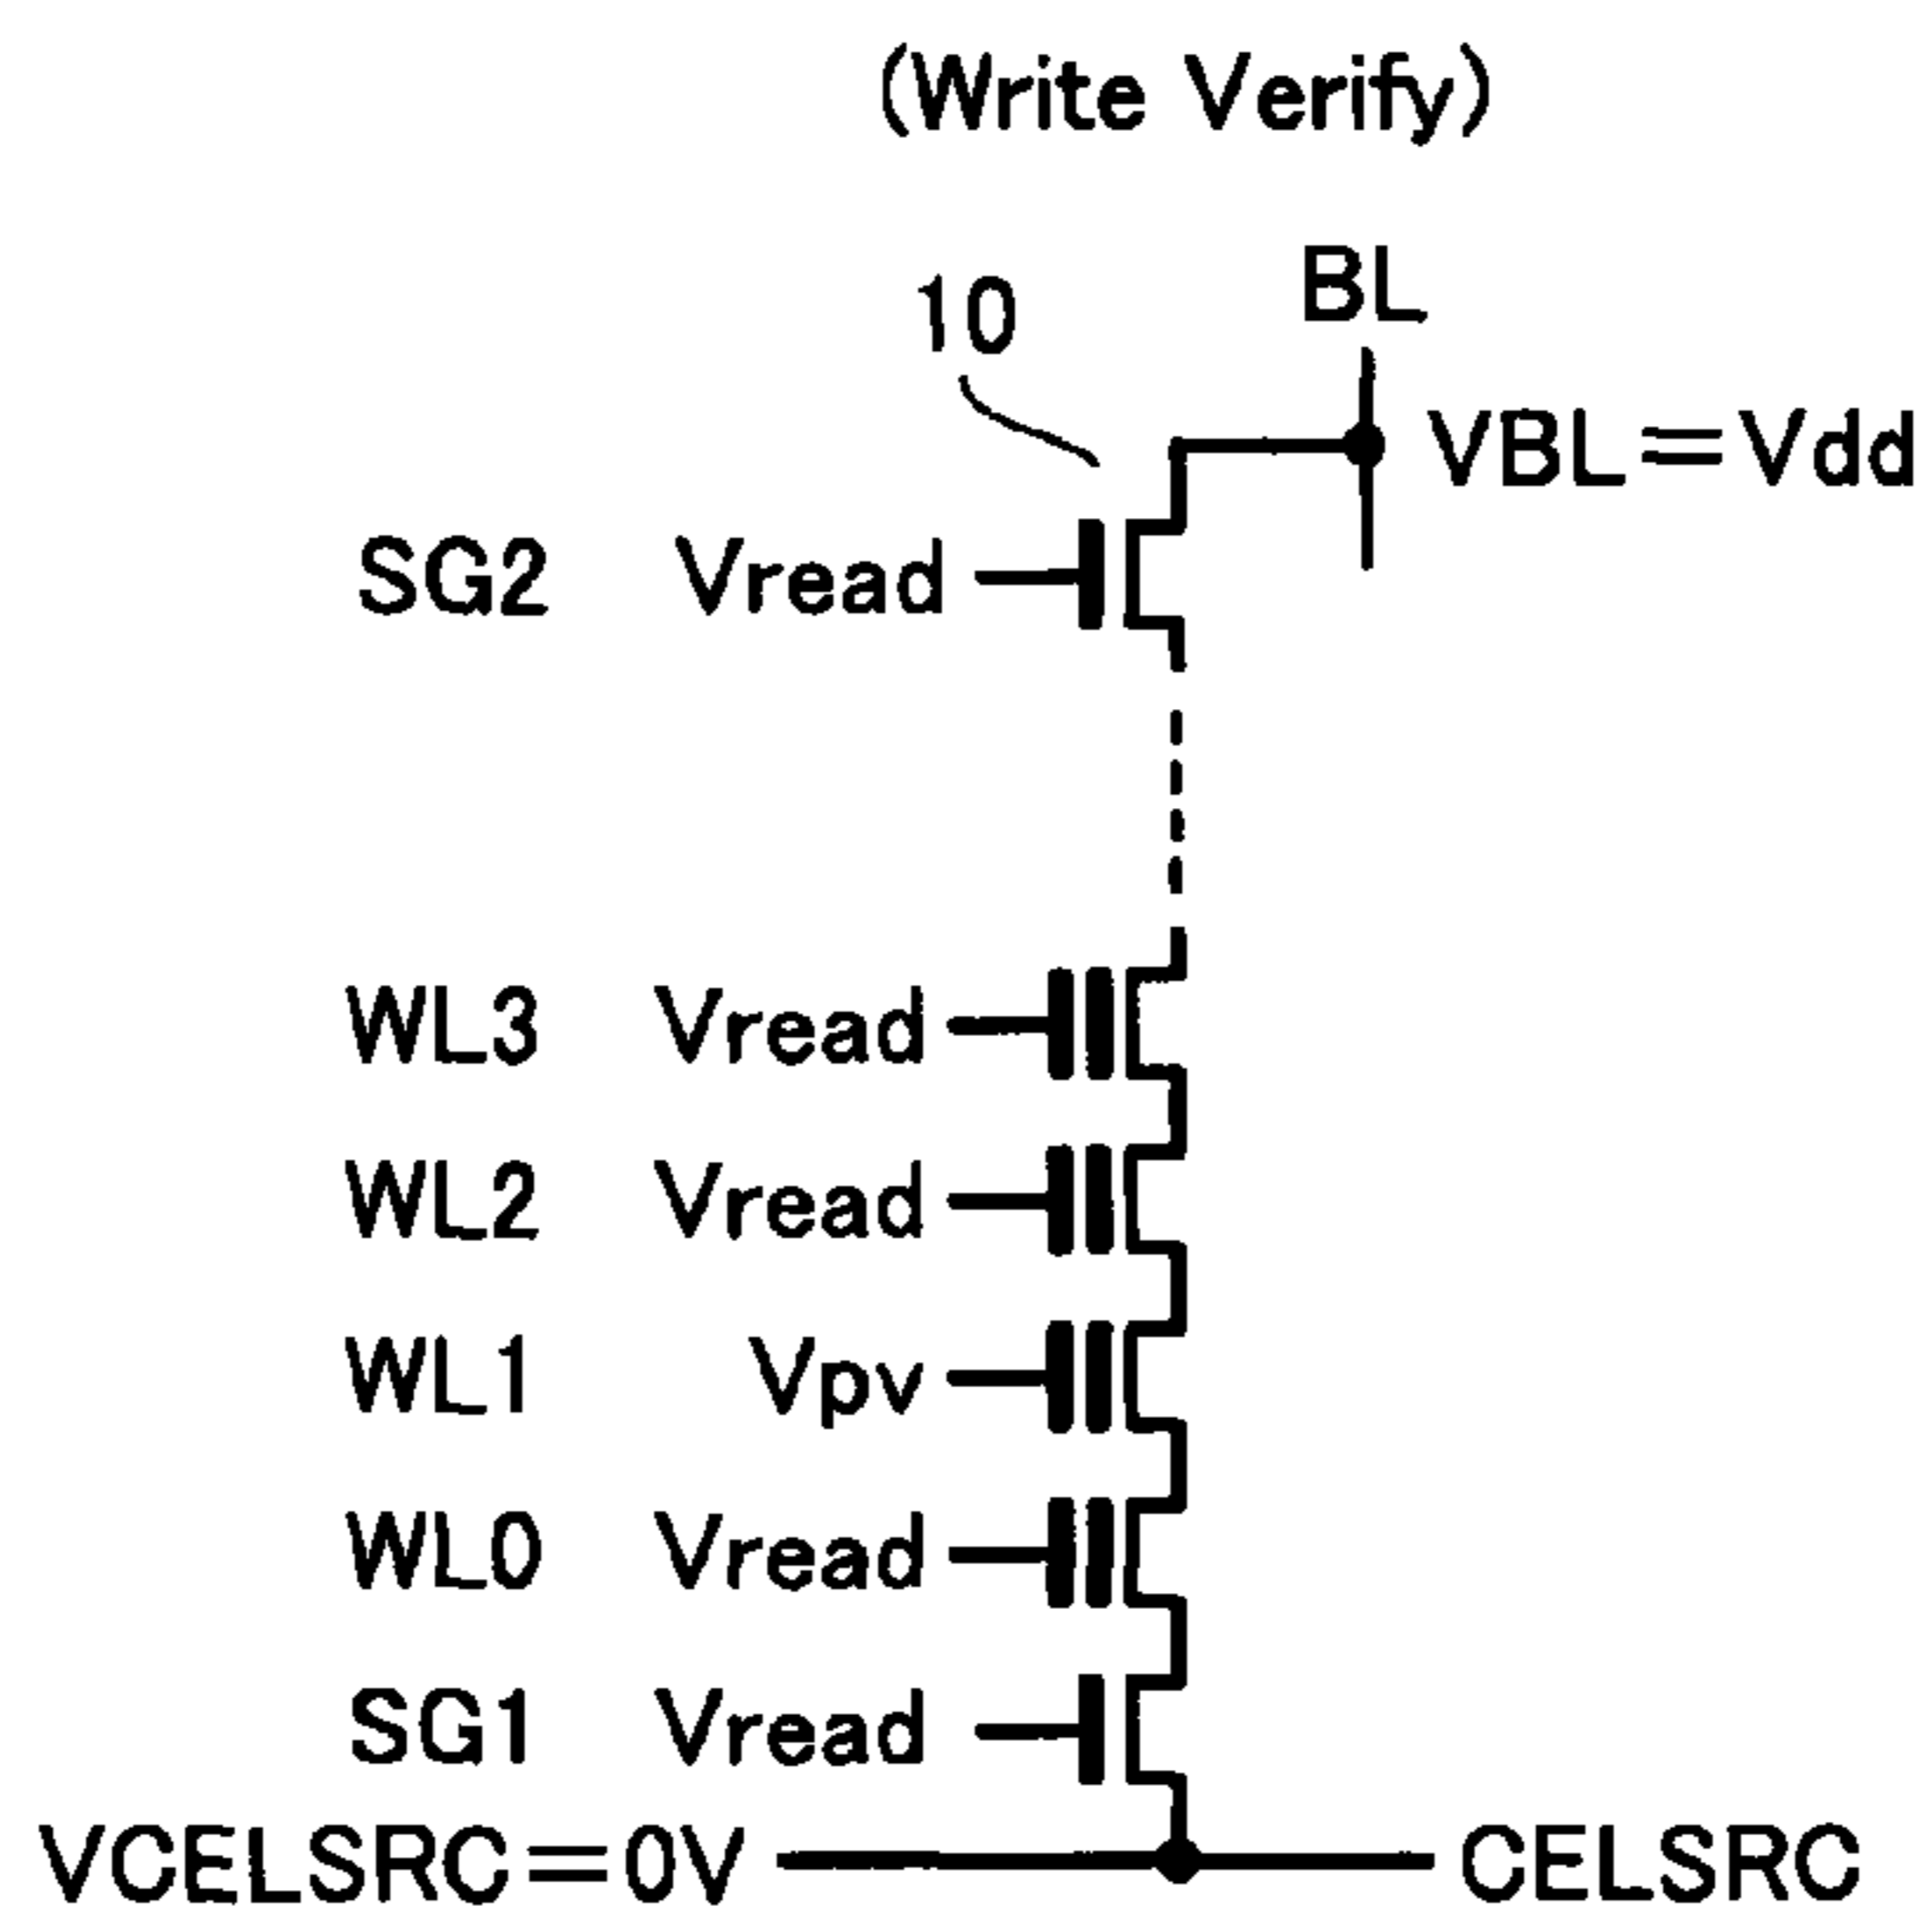 (Write Verify)
BL
10
VBL=Vdd
SG2 Vread
WL3 Vread
WL2 Vread
WL1 Vpv
WL0 Vread
SG1 Vread
VCELSRC=0V CELSRC